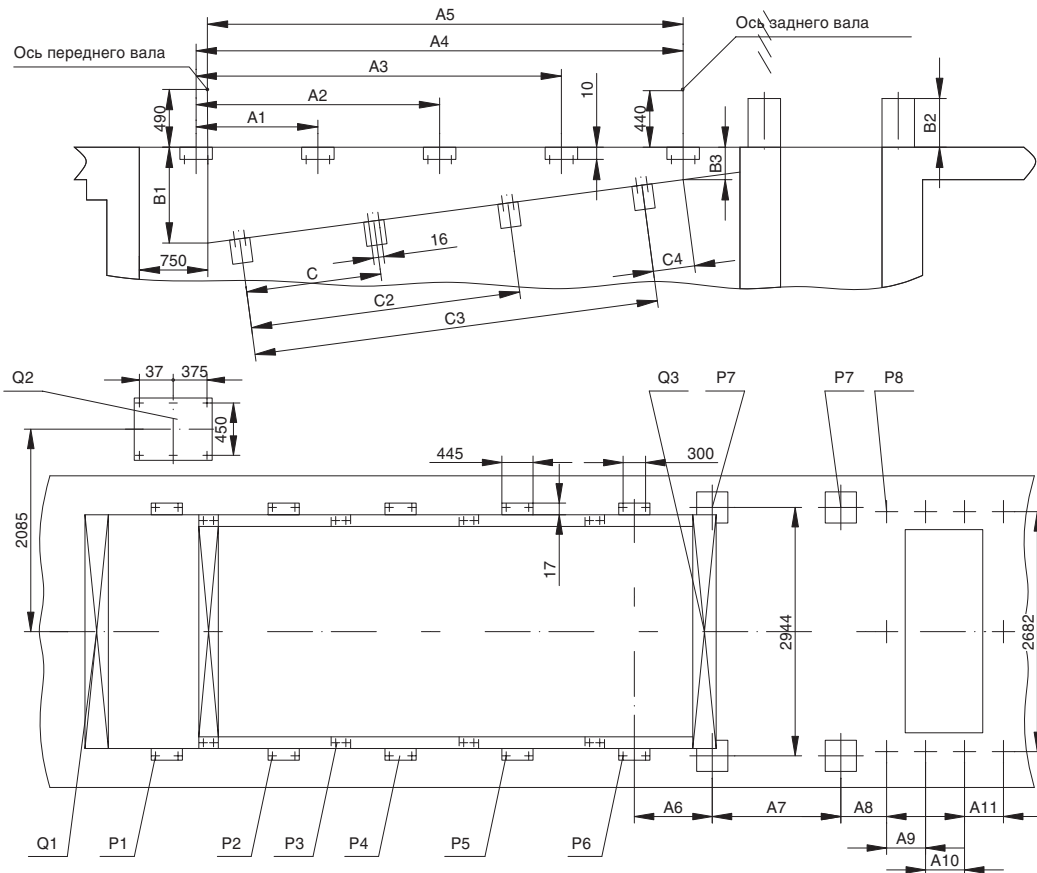 A5
Ось заднего вала
Ось переднего вала
A4
A3
10
A2
490
A1
440
B2
B3
B1
16
750
C
C4
C2
C3
Q2
37
375
Q3
P7
P7
P8
450
445
300
2085
17
2944
2682
A6
A7
A8
A11
Q1
P1
P2
P3
P4
P5
P6
A9
A10